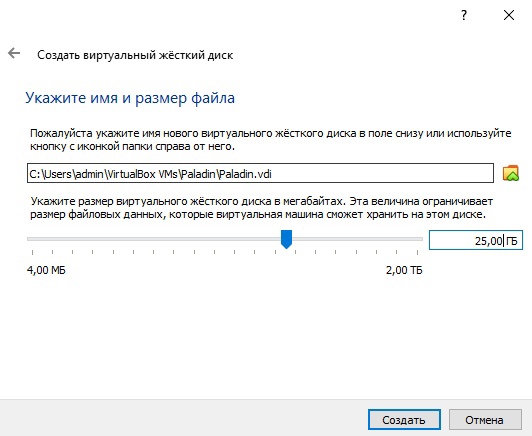 ?
Создать виртуальный жёсткий диск
Укажите имя и размер файла
Пожалуйста укажите имя нового виртуального жёсткого диска в поле снизу или используйте
кнопку с иконкой папки справа от него.
C:\Users\admin\VirtualBox VMs\Paladin\Paladin.vdi
Укажите размер виртуального жёсткого диска в мегабайтах. Эта величина ограничивает
размер файловых данных, которые виртуальная машина сможет хранить на этом диске.
25,00 ГБ
4,00 МБ 2,00 ТБ
Создать Отмена